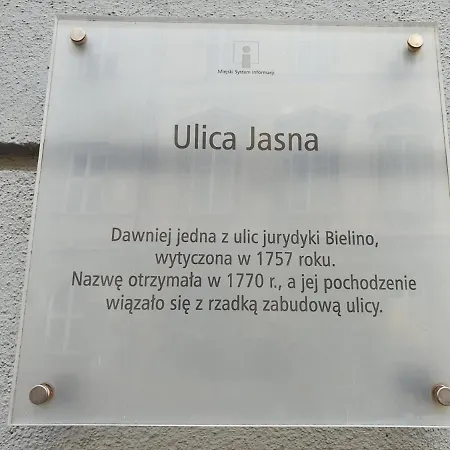 Miejski System Informacji
Ulica Jasna
Dawniej jedna z ulic jurydyki Bielino,
wytyczona w 1757 roku.
Nazwę otrzymała w 1770 r., a jej pochodzenie
wiązało się z rzadką zabudową ulicy.